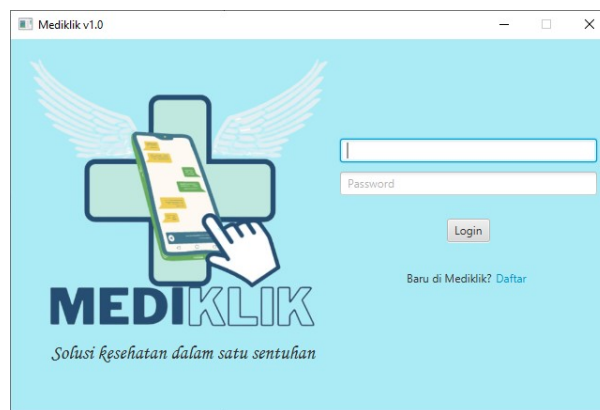 Mediklik v1.0
Password
Login
Baru di Mediklik? Daftar
MEDIKLIK
Solusi kesehatan dalam satu sentuhan